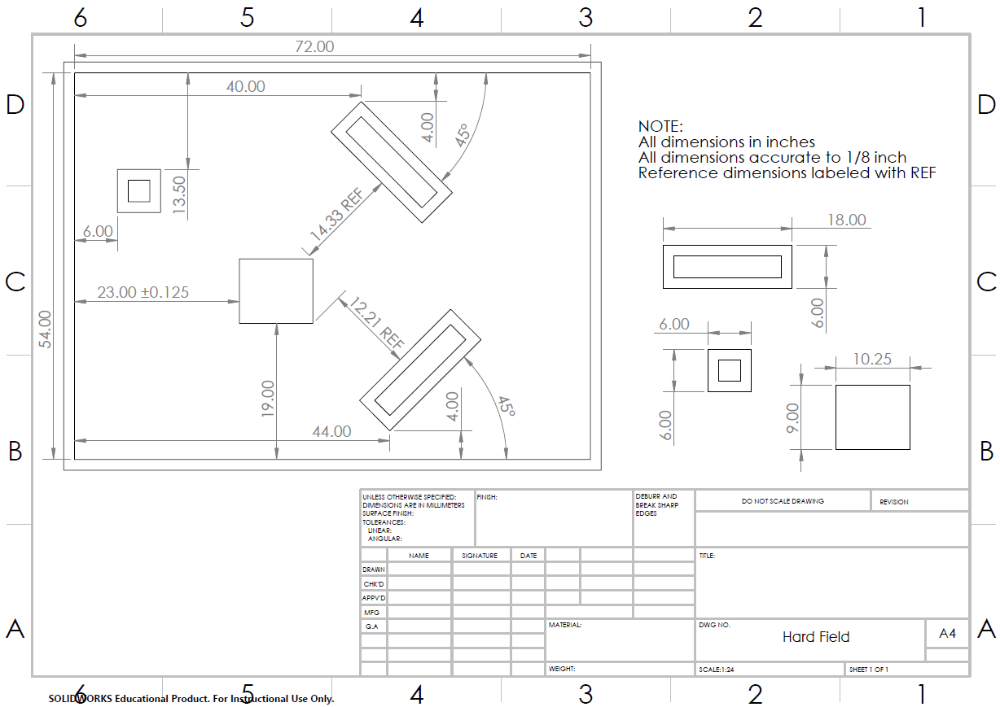 6 5 4 3 2 1
72.00
D D
40.00
4.00
45°
NOTE:
All dimensions in inches
All dimensions accurate to 1/8 inch
Reference dimensions labeled with REF
13.50
14.33 REF
6.00
18.00
C C
23.00 ±0.125
12.21 REF
54.00
6.00
6.00
10.25
19.00
4.00
45°
6.00
9.00
44.00
B B
UNLESS OTHERWISE SPECIFIED:
DIMENSIONS ARE IN MILLIMETERS
SURFACE FINISH:
TOLERANCES:
LINEAR:
ANGULAR:
FINISH:
DEBURR AND
BREAK SHARP
EDGES
DO NOT SCALE DRAWING
REVISION
NAME SIGNATURE DATE
TITLE:
DRAWN
CHK'D
APPV'D
MFG
Q.A
MATERIAL:
DWG NO.
Hard Field
A4
A A
WEIGHT:
SCALE:1:24
SHEET 1 OF 1
6 5 4 3 2 1
SOLIDWORKS Educational Product. For Instructional Use Only.